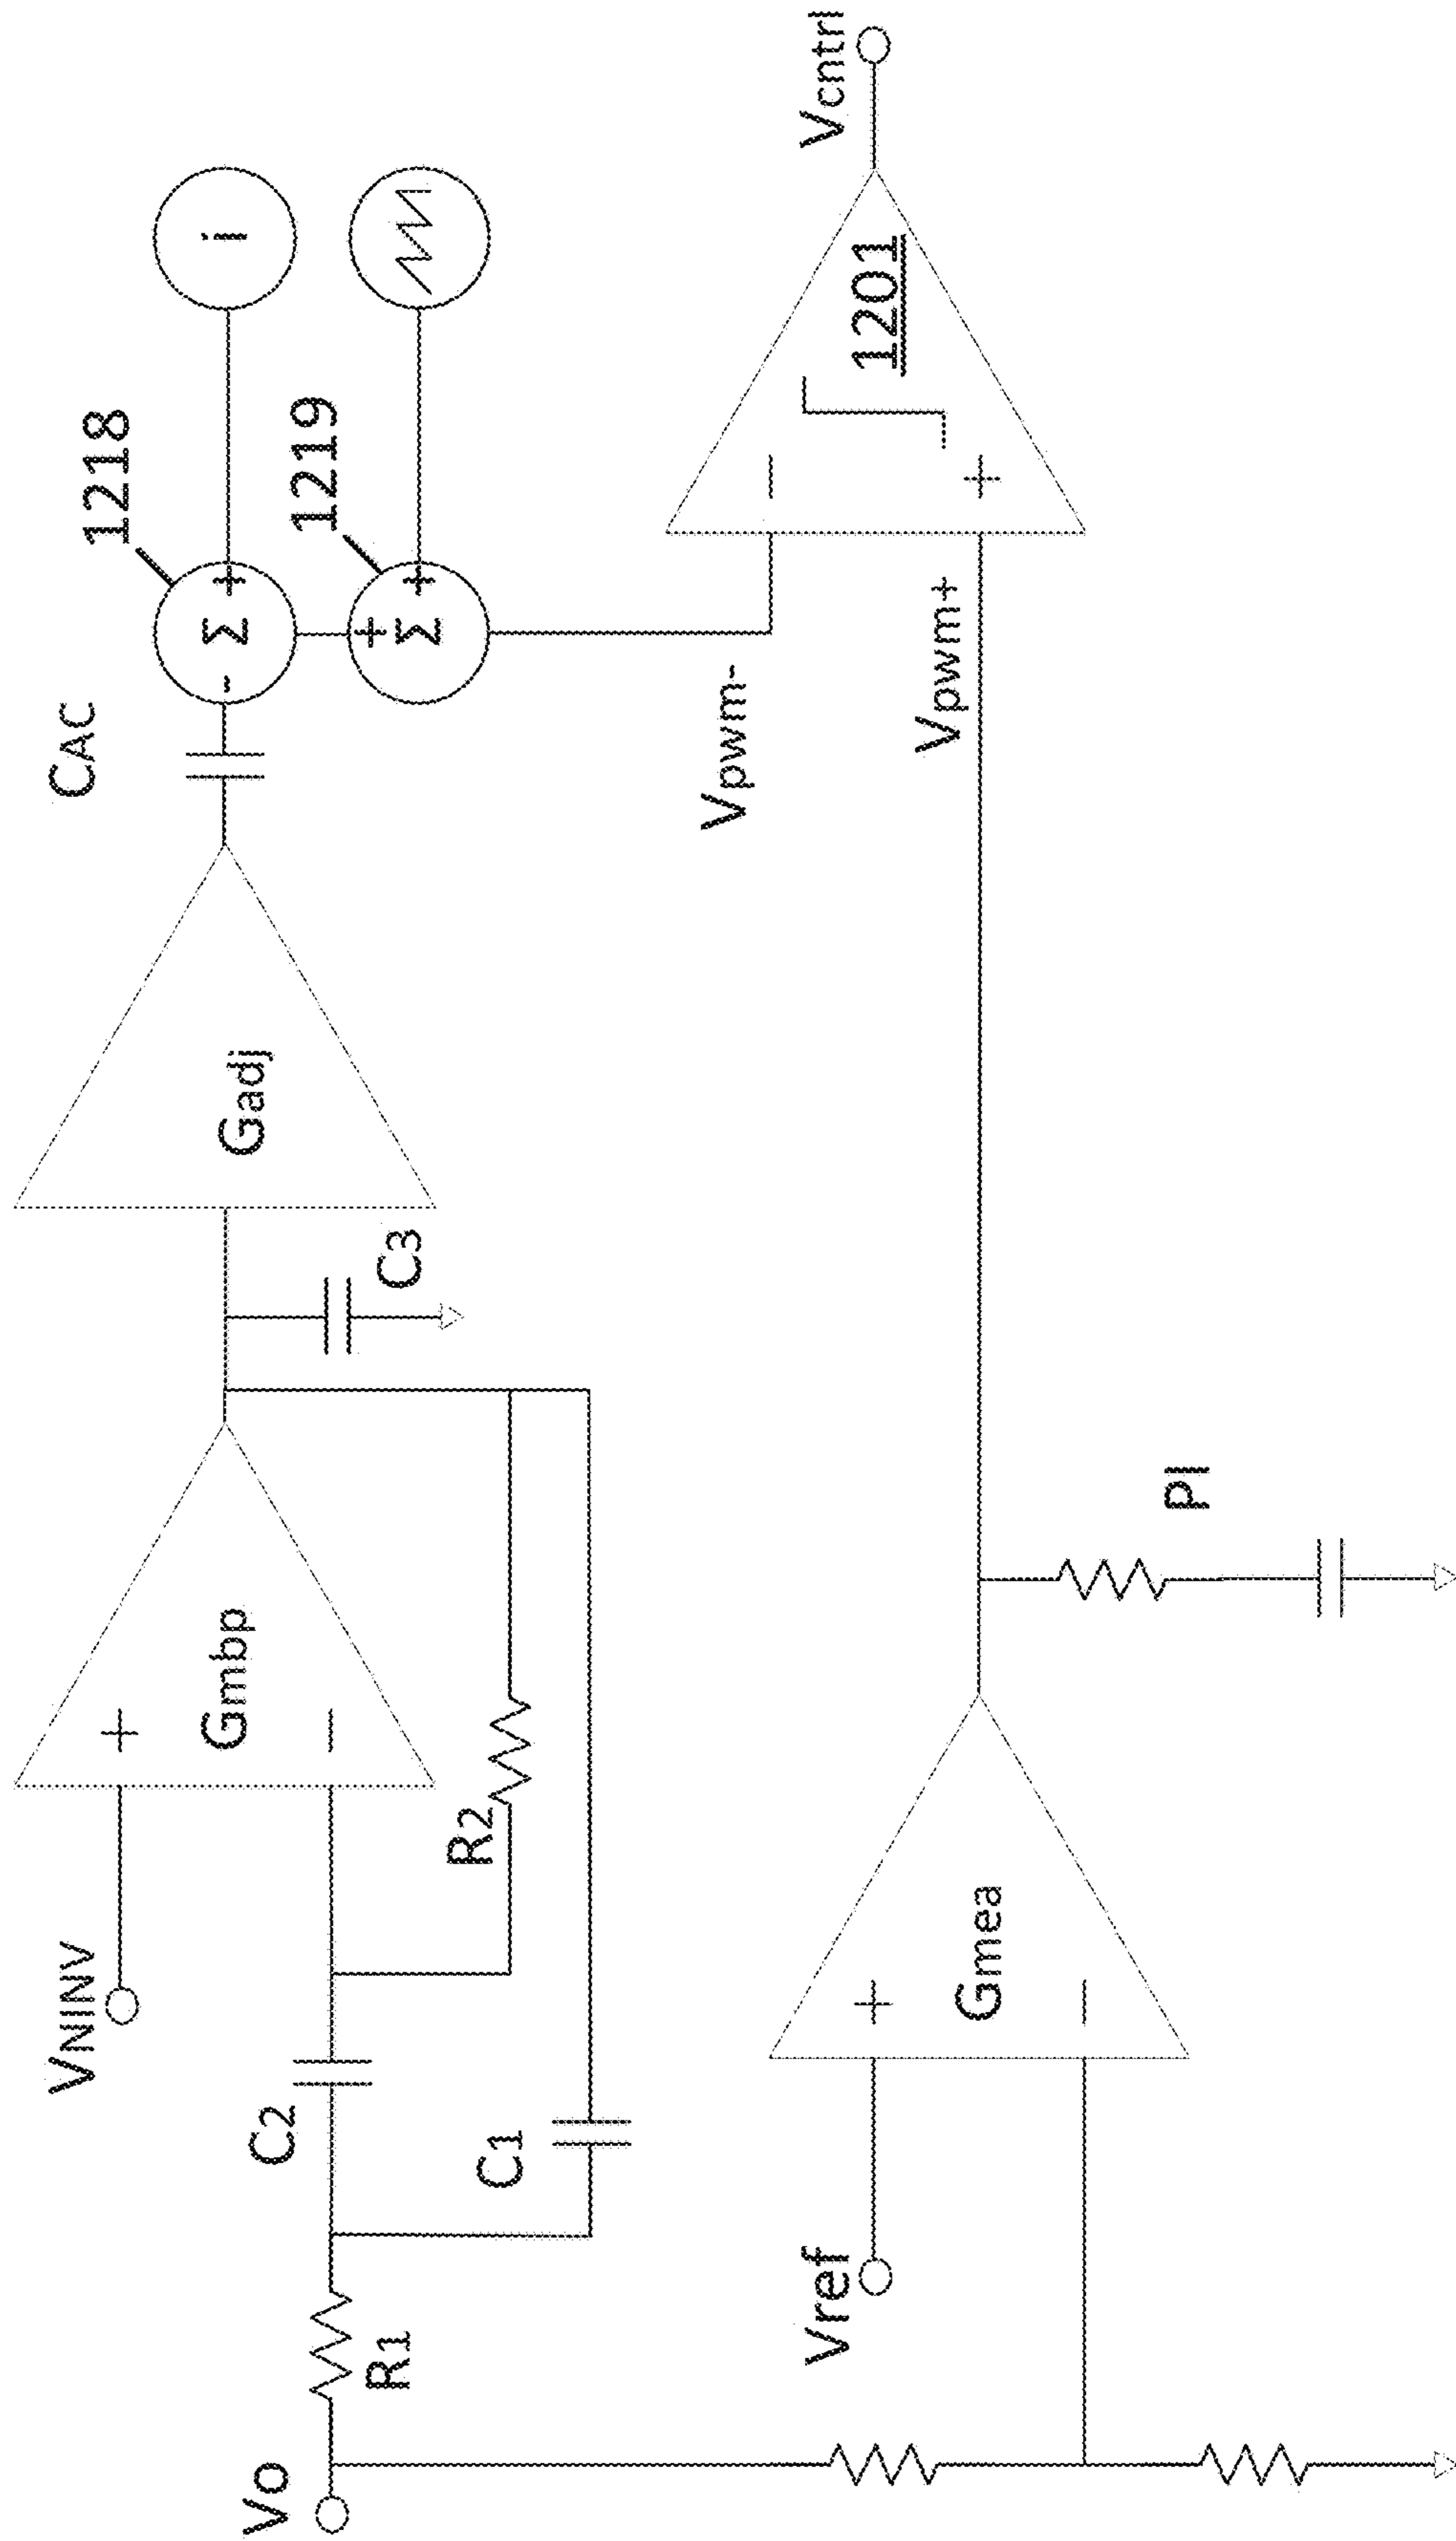 1218
i
CAC
Σ
-
+
1219
+
Σ
+
Gadj
Gmbp
+
−
VNINV
C3
R2
C2
C1
R1
Vo
Vcntrl
1201
−
+
Vpwm-
Vpwm+
PI
Gmea
+
−
Vref